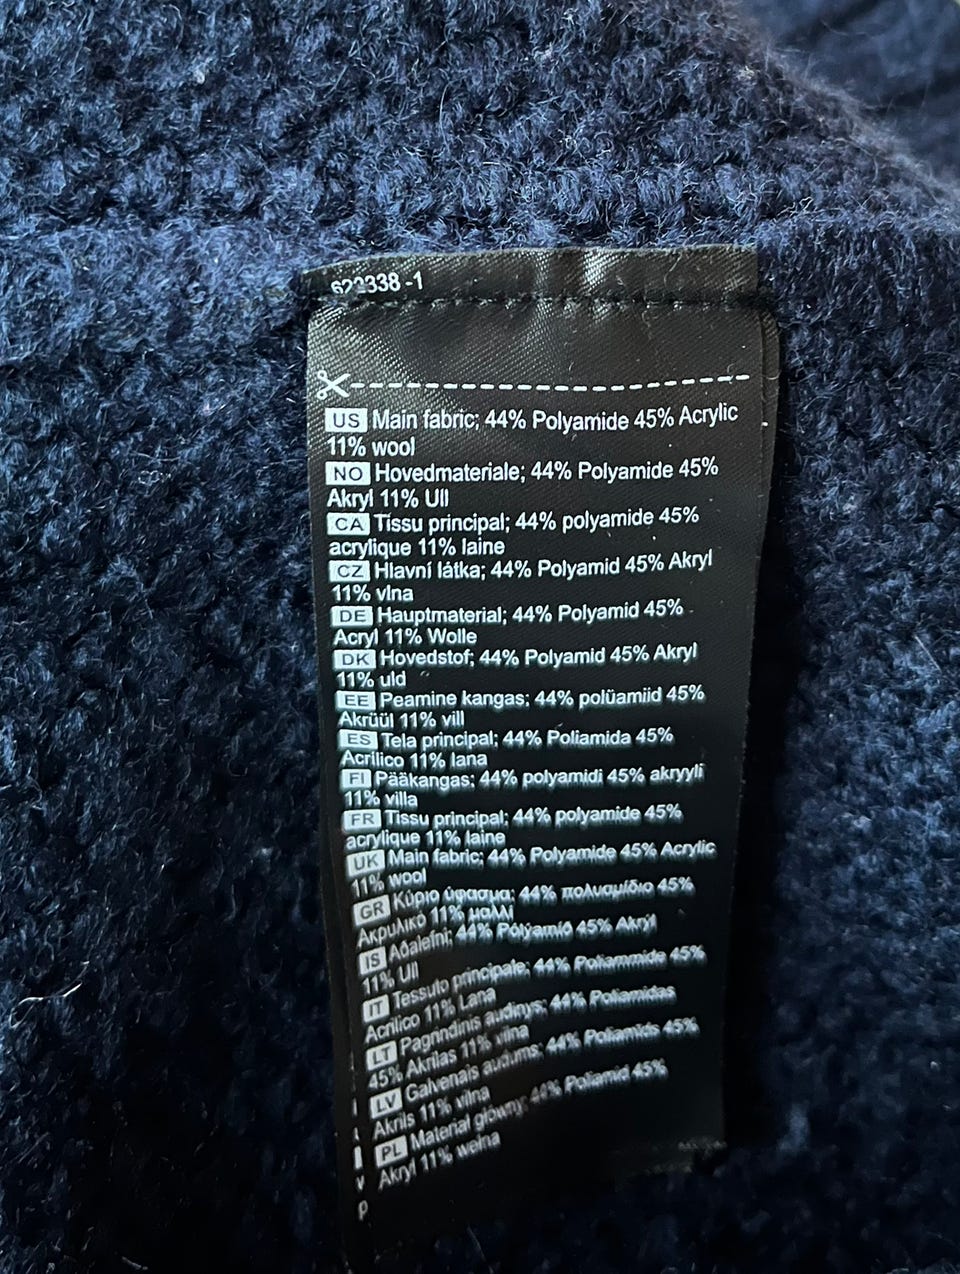 622338 -1
US Main fabric; 44% Polyamide 45% Acrylic
11% wool
NO Hovedmateriale; 44% Polyamide 45%
Akryl 11% Ull
CA Tissu principal; 44% polyamide 45%
acrylique 11% laine
CZ Hlavní látka; 44% Polyamid 45% Akryl
11% vlna
DE Hauptmaterial; 44% Polyamid 45%
Acryl 11% Wolle
DK Hovedstof; 44% Polyamid 45% Akryl
11% uld
EE Peamine kangas; 44% polüamiid 45%
Akrüül 11% vill
ES Tela principal; 44% Poliamida 45%
Acrilico 11% lana
FI Pääkangas; 44% polyamidi 45% akryyli
11% villa
FR Tissu principal; 44% polyamide 45%
acrylique 11% laine
UK Main fabric; 44% Polyamide 45% Acrylic
11% wool
GR Κύριο ύφασμα; 44% πολυαμίδιο 45%
Ακρυλικό 11% μαλλί
IS Aðalefni; 44% Pólýamíð 45% Akrýl
11% Ull
IT Tessuto principale; 44% Poliammide 45%
Acrilico 11% Lana
LT Pagrindinis audinys; 44% Poliamidas
45% Akrilas 11% vilna
LV Galvenais audums; 44% Poliamīds 45%
Akrils 11% vilna
PL Materiał główny; 44% Poliamid 45%
Akryl 11% wełna